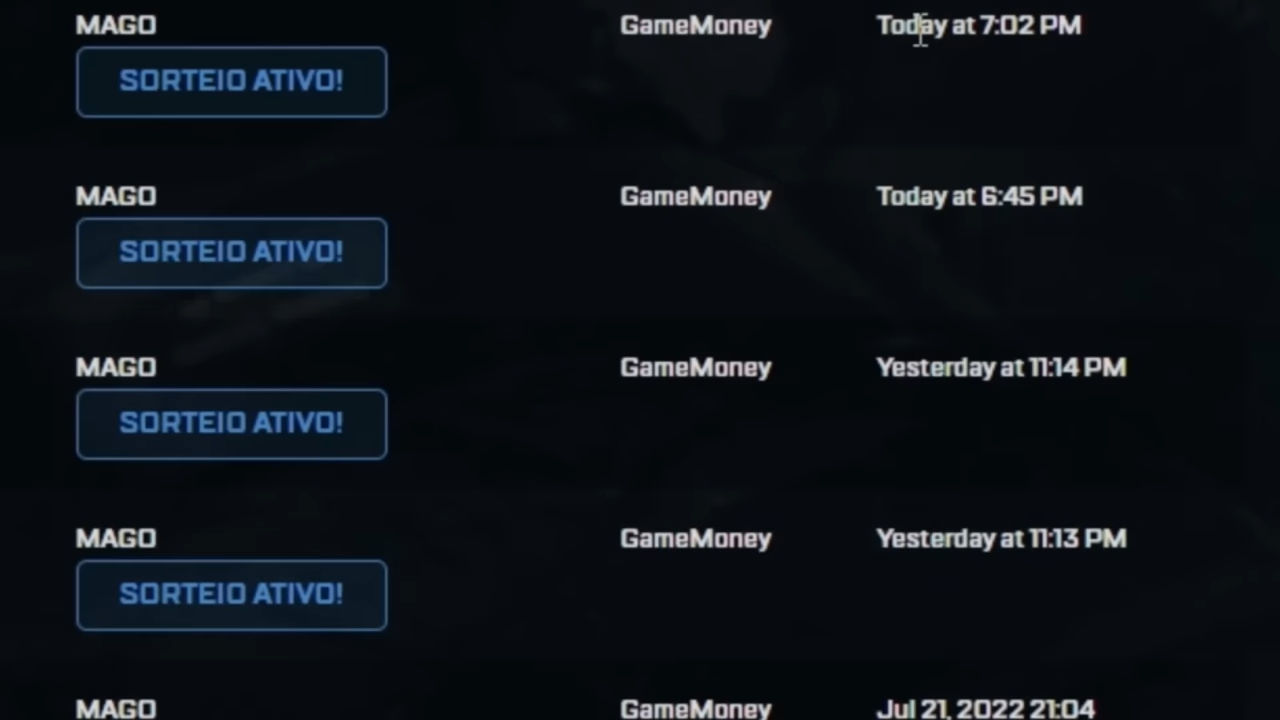 MAGO GameMoney Today at 7:02 PM
SORTEIO ATIVO!
MAGO GameMoney Today at 6:45 PM
SORTEIO ATIVO!
MAGO GameMoney Yesterday at 11:14 PM
SORTEIO ATIVO!
MAGO GameMoney Yesterday at 11:13 PM
SORTEIO ATIVO!
MAGO GameMoney Jul 21, 2022 21:04